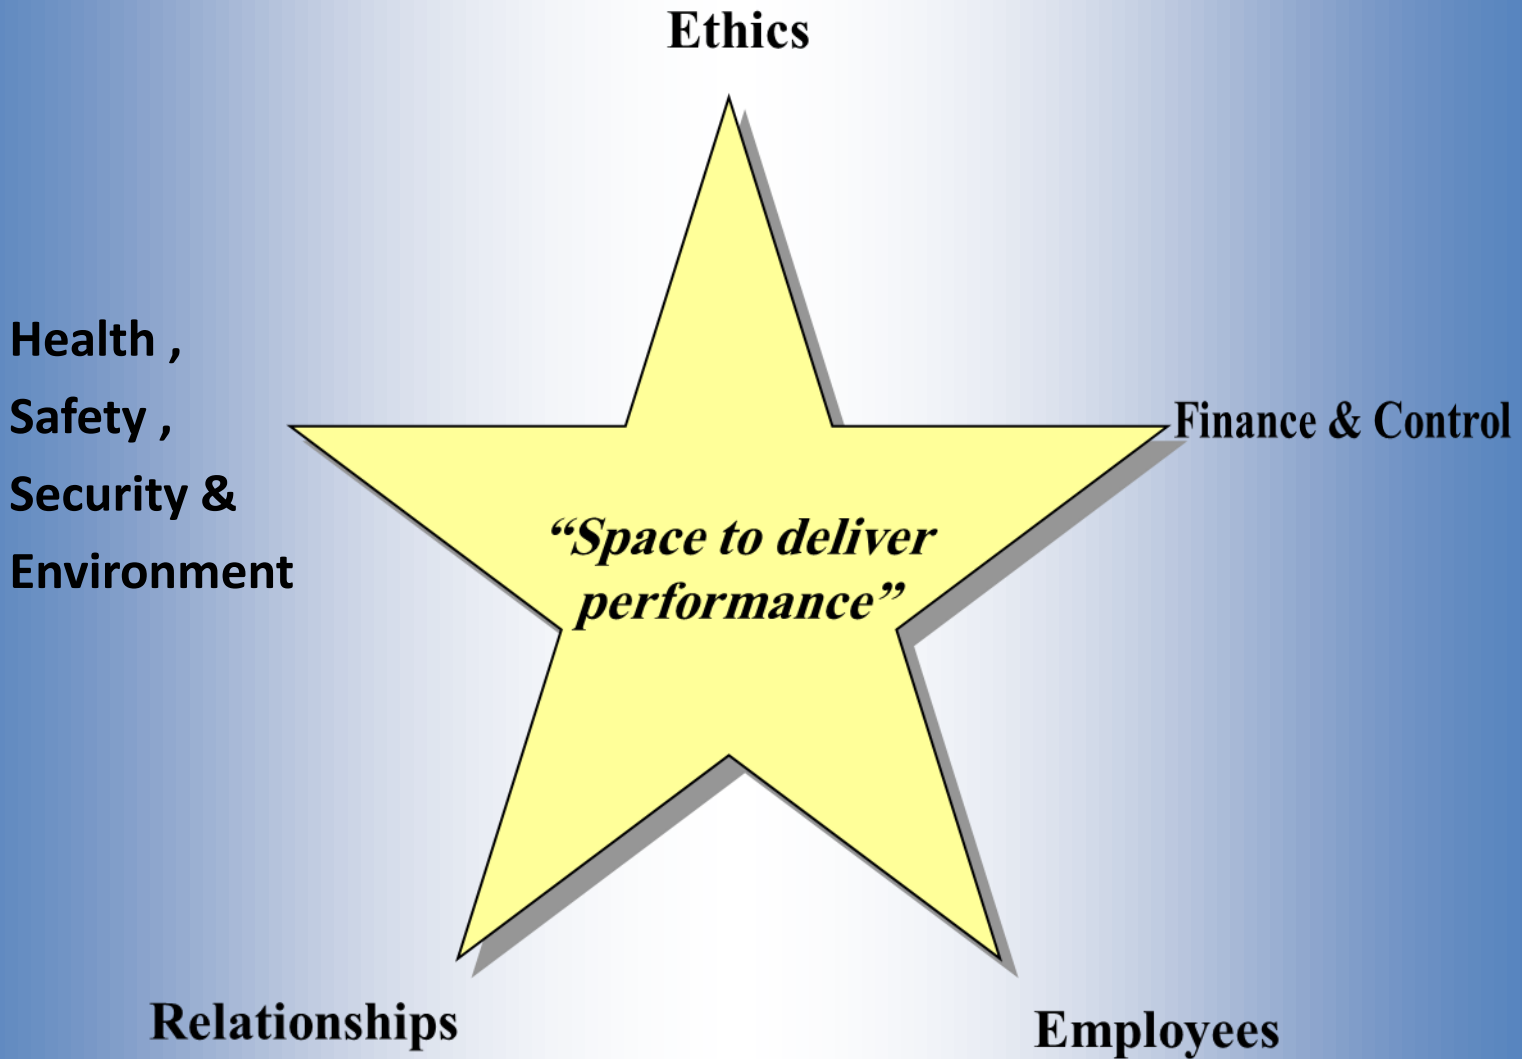 Ethics
Health ,
Safety ,
Security &
Environment
Finance & Control
“Space to deliver
performance”
Relationships
Employees